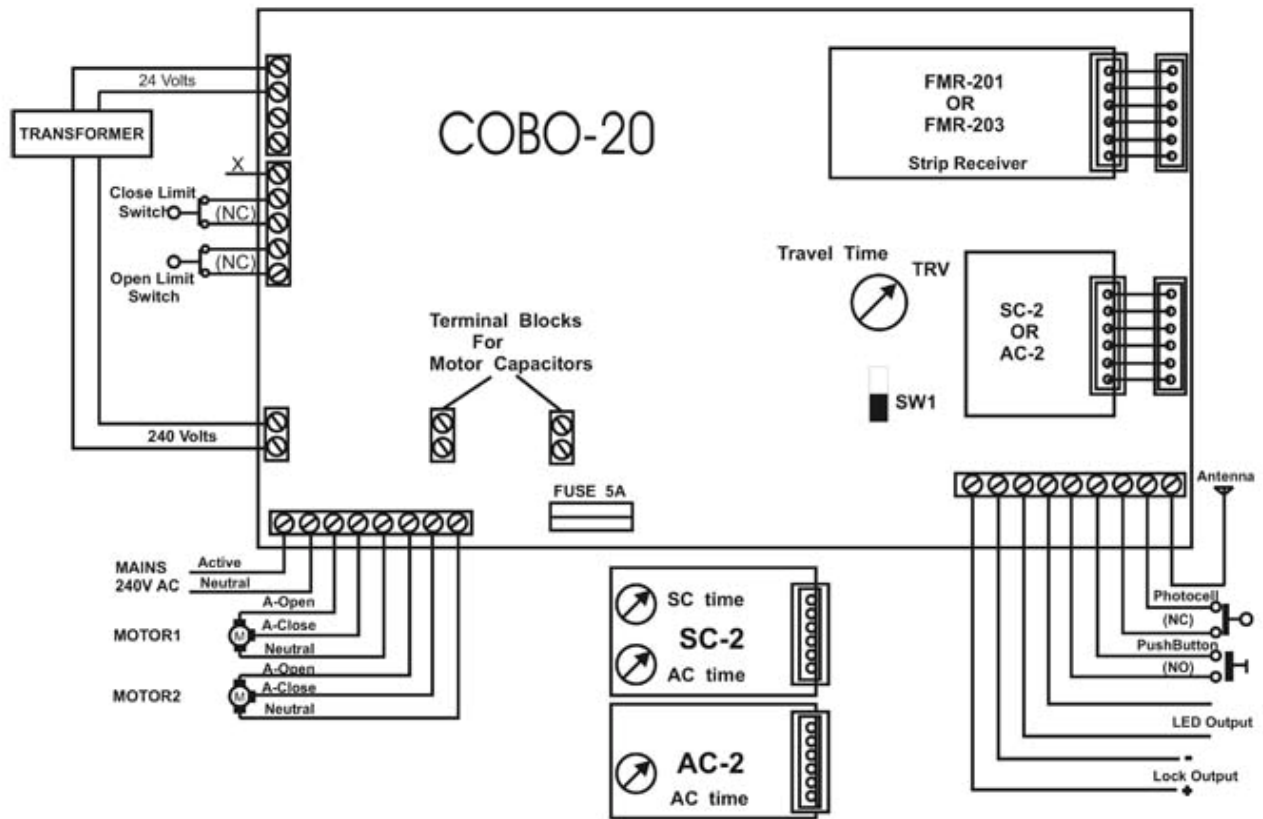 24 Volts
TRANSFORMER
X
Close Limit
Switch
(NC)
(NC)
Open Limit
Switch
240 Volts
COBO-20
FMR-201
OR
FMR-203
Strip Receiver
Travel Time
TRV
SC-2
OR
AC-2
SW1
Terminal Blocks
For
Motor Capacitors
FUSE 5A
MAINS
240V AC
Active
Neutral
MOTOR1
A-Open
A-Close
Neutral
M
MOTOR2
A-Open
A-Close
Neutral
M
SC time
SC-2
AC time
AC-2
AC time
Antenna
Photocell
(NC)
PushButton
(NO)
LED Output
-
Lock Output
+